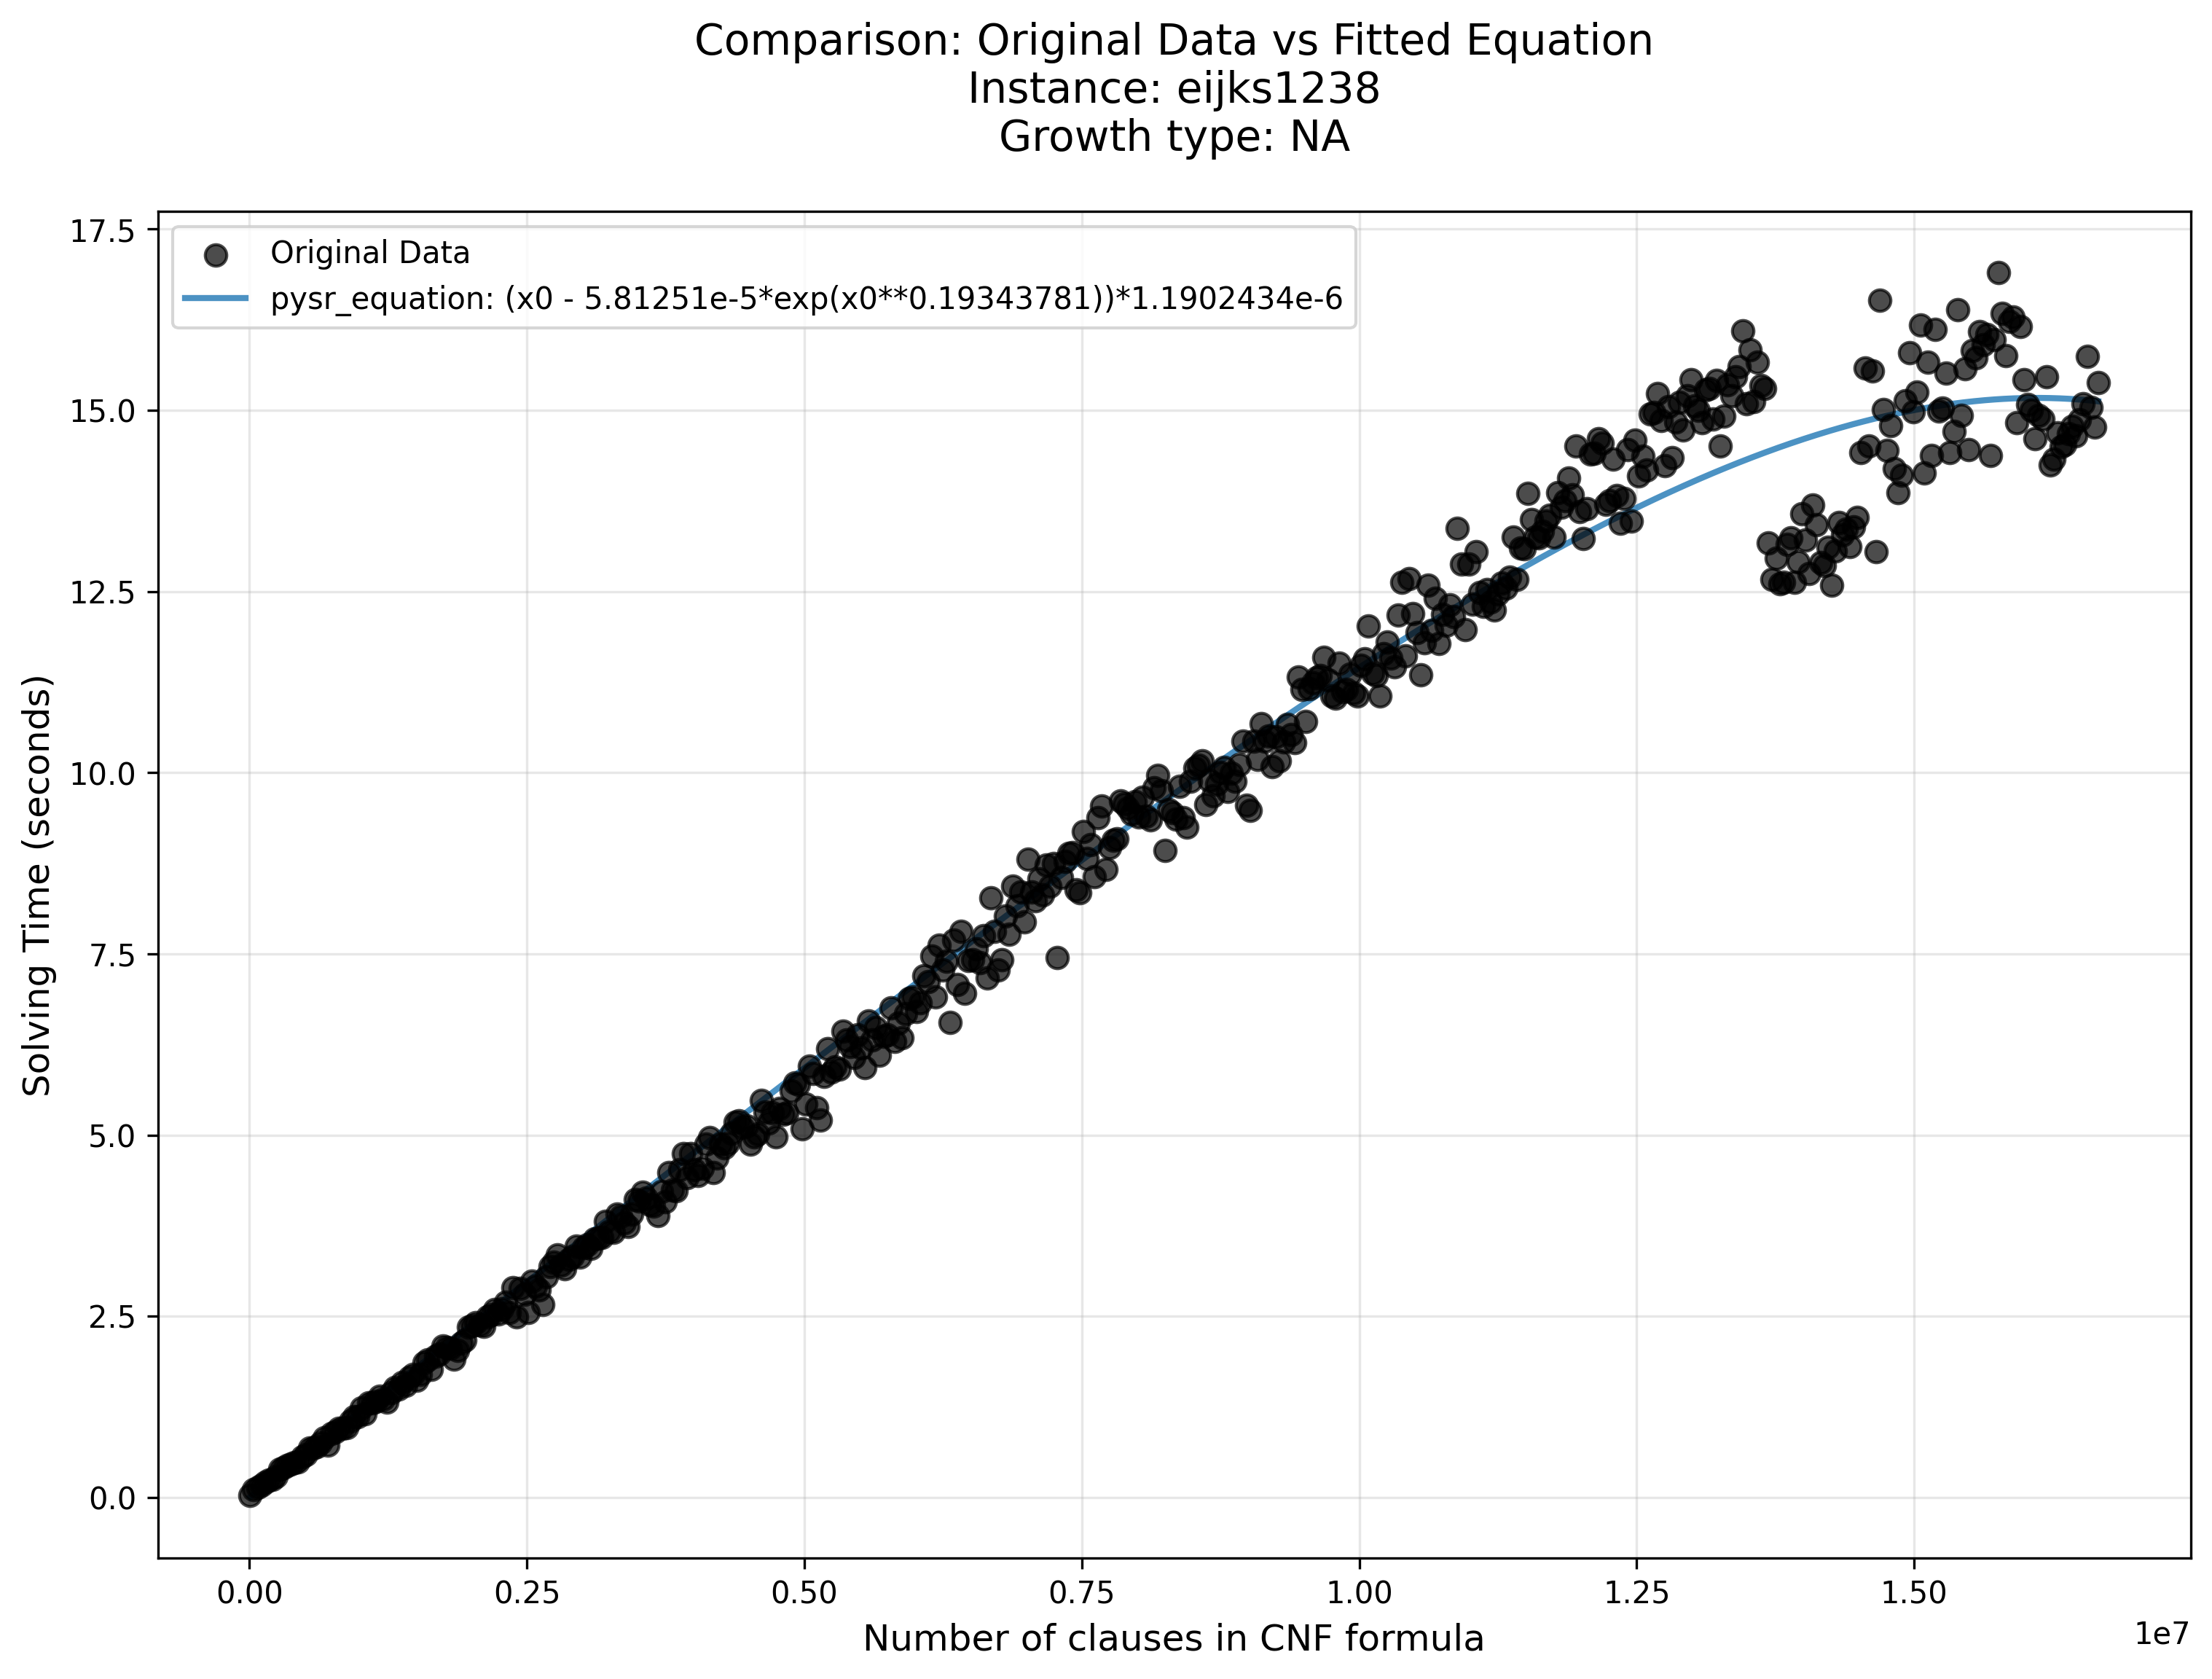 Comparison: Original Data vs Fitted Equation
Instance: eijks1238
Growth type: NA
17.5
15.0
12.5
10.0
7.5
5.0
2.5
0.0
Solving Time (seconds)
Original Data
pysr_equation: (x0 - 5.81251e-5*exp(x0**0.19343781))*1.1902434e-6
0.00 0.25 0.50 0.75 1.00 1.25 1.50
1e7
Number of clauses in CNF formula